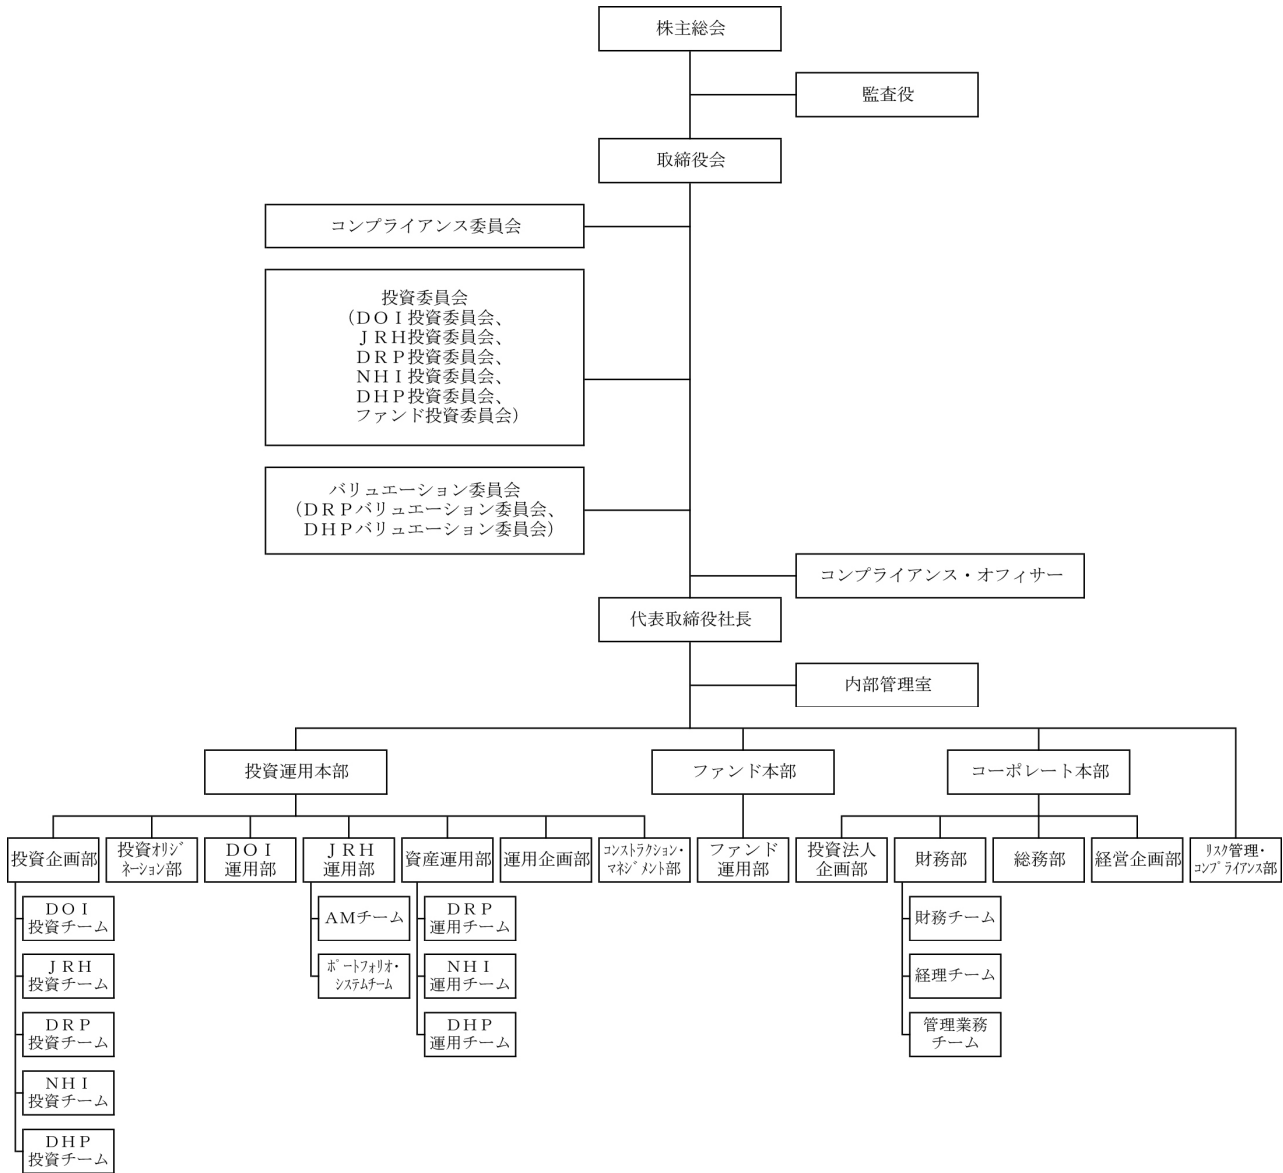 株主総会
監査役
取締役会
コンプライアンス委員会
投資委員会
（ＤＯＩ投資委員会、
ＪＲＨ投資委員会、
ＤＲＰ投資委員会、
ＮＨＩ投資委員会、
ＤＨＰ投資委員会、
ファンド投資委員会）
バリュエーション委員会
（ＤＲＰバリュエーション委員会、
ＤＨＰバリュエーション委員会）
コンプライアンス・オフィサー
代表取締役社長
内部管理室
投資運用本部
ファンド本部
コーポレート本部
投資企画部
投資ｵﾘｼﾞ
ﾈｰｼｮﾝ部
ＤＯＩ
運用部
ＪＲＨ
運用部
資産運用部
運用企画部
ｺﾝｽﾄﾗｸｼｮﾝ・
ﾏﾈｼﾞﾒﾝﾄ部
ファンド
運用部
投資法人
企画部
財務部
総務部
経営企画部
ﾘｽｸ管理・
ｺﾝﾌﾟﾗｲｱﾝｽ部
ＤＯＩ
投資チーム
ＪＲＨ
投資チーム
ＤＲＰ
投資チーム
ＮＨＩ
投資チーム
ＤＨＰ
投資チーム
AMチーム
ﾎﾟｰﾄﾌｫﾘｵ・
ｼｽﾃﾑﾁｰﾑ
ＤＲＰ
運用チーム
ＮＨＩ
運用チーム
ＤＨＰ
運用チーム
財務チーム
経理チーム
管理業務
チーム